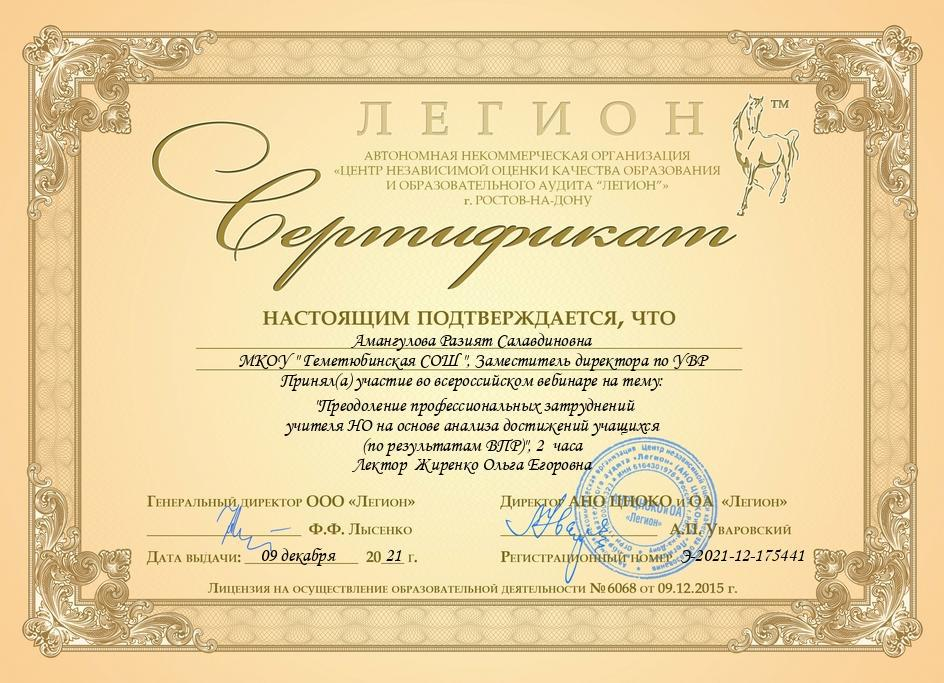 ЛЕГИОН ™
АВТОНОМНАЯ НЕКОММЕРЧЕСКАЯ ОРГАНИЗАЦИЯ
«ЦЕНТР НЕЗАВИСИМОЙ ОЦЕНКИ КАЧЕСТВА ОБРАЗОВАНИЯ
И ОБРАЗОВАТЕЛЬНОГО АУДИТА "ЛЕГИОН"»
г. РОСТОВ-НА-ДОНУ
Сертификат
НАСТОЯЩИМ ПОДТВЕРЖДАЕТСЯ, ЧТО
Амангулова Разият Салавдиновна
МКОУ " Геметюбинская СОШ ", Заместитель директора по УВР
Принял(а) участие во всероссийском вебинаре на тему:
"Преодоление профессиональных затруднений
учителя НО на основе анализа достижений учащихся
(по результатам ВПР)", 2 часа
Лектор Жиренко Ольга Егоровна
Генеральный директор ООО «Легион»
Ф.Ф. Лысенко
Дата выдачи: 09 декабря 20 21 г.
Директор АНО ЦНОКО и ОА «Легион»
А.П. Уваровский
Регистрационный номер Э-2021-12-175441
«Легион»
Лицензия на осуществление образовательной деятельности №6068 от 09.12.2015 г.